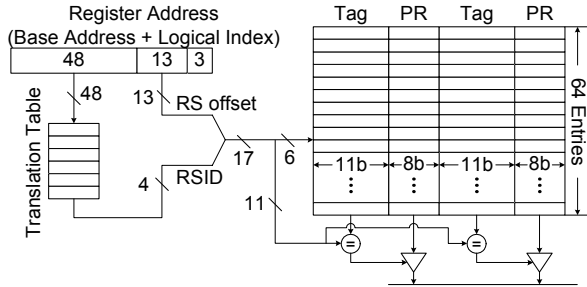 Register Address
(Base Address + Logical Index)
48 13 3
48
13 RS offset
Translation Table
4 RSID
17
6
11
Tag PR Tag PR
11b 8b 11b 8b
⋮ ⋮ ⋮ ⋮
64 Entries
= =